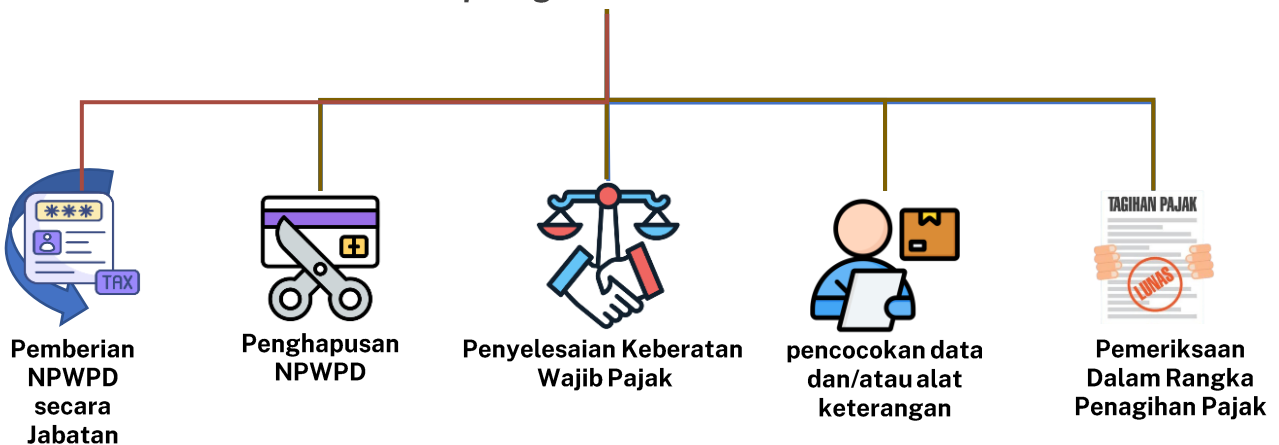 ***
TAX
TAGIHAN PAJAK
LUNAS
Pemberian
NPWPD
secara
Jabatan
Penghapusan
NPWPD
Penyelesaian Keberatan
Wajib Pajak
pencocokan data
dan/atau alat
keterangan
Pemeriksaan
Dalam Rangka
Penagihan Pajak